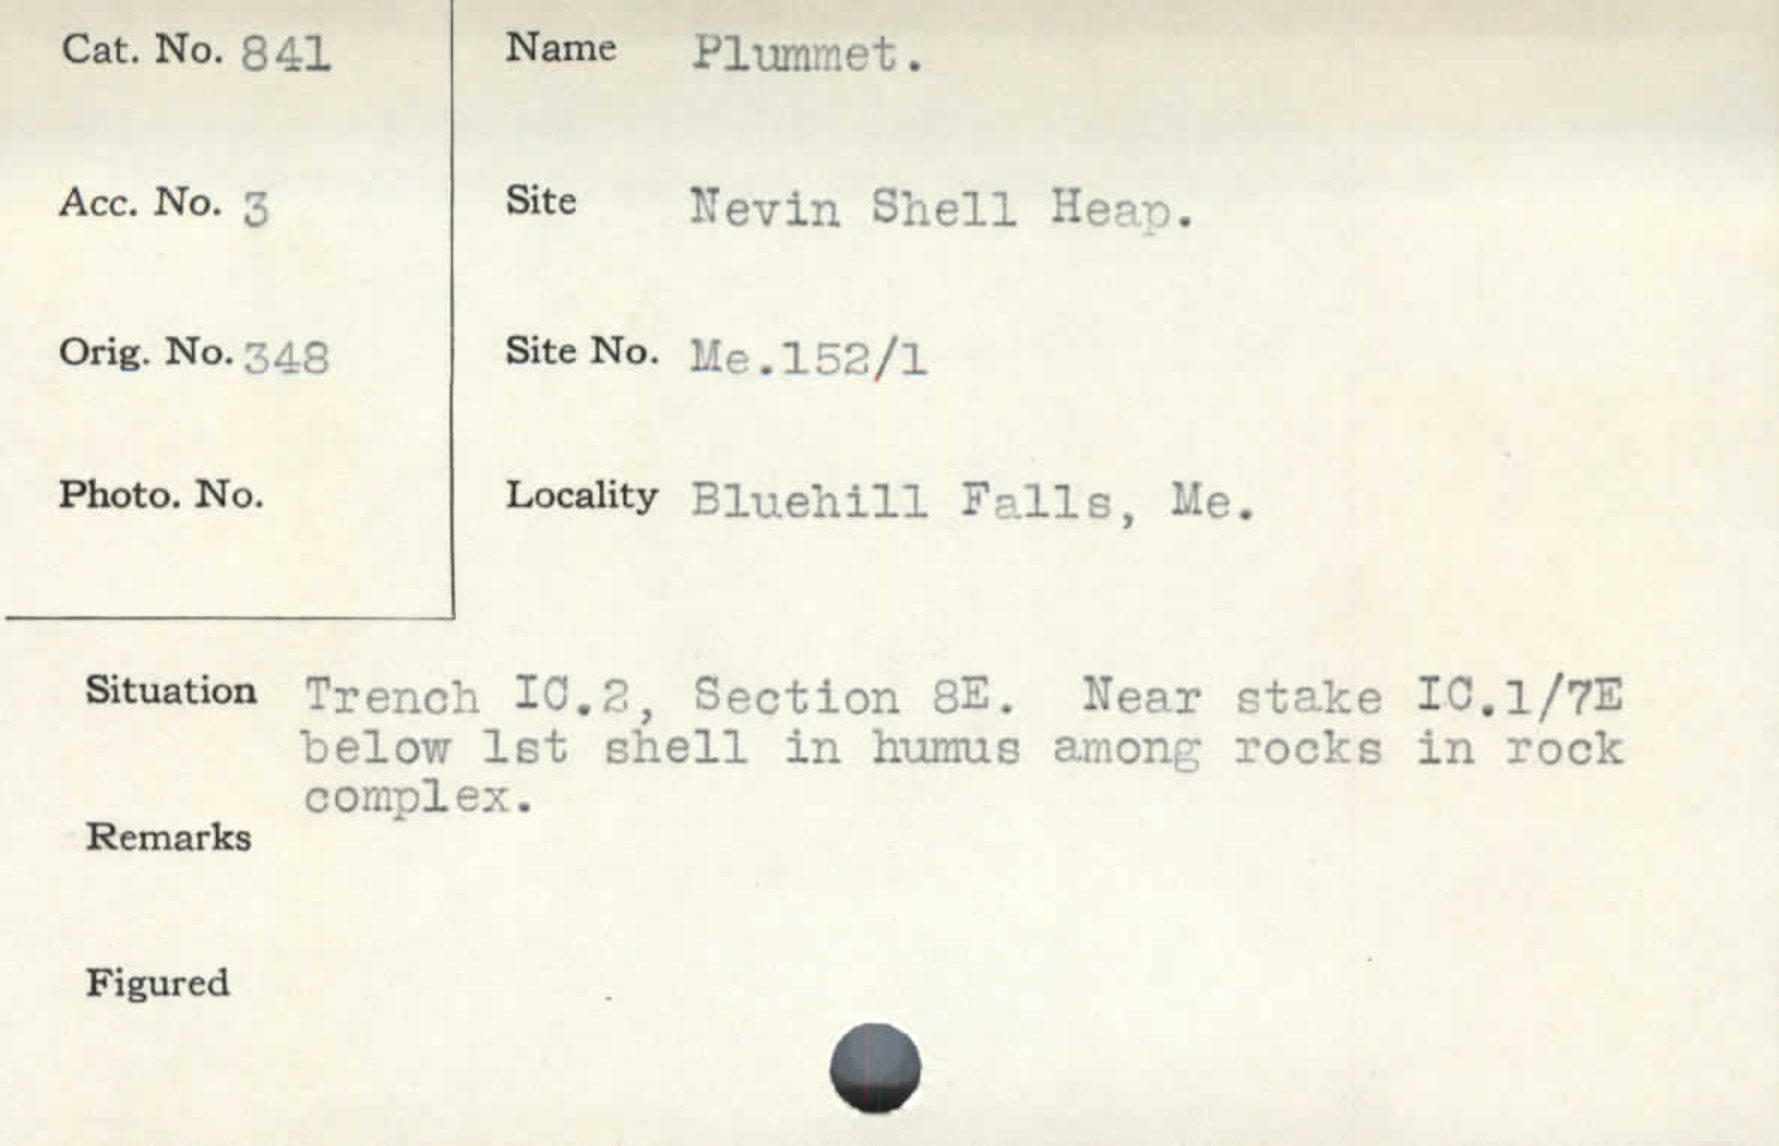 Cat. No. 841
Name Plummet.
Acc. No. 3
Site Nevin Shell Heap.
Orig. No. 348
Site No. Me.152/1
Photo. No.
Locality Bluehill Falls, Me.
Situation Trench IC.2, Section 8E. Near stake IC.1/7E
below 1st shell in humus among rocks in rock
complex.
Remarks
Figured